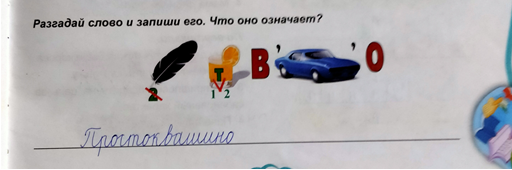 Разгадай слово и запиши его. Что оно означает?
Т В ' ' О
2 1 2
Простоквашино